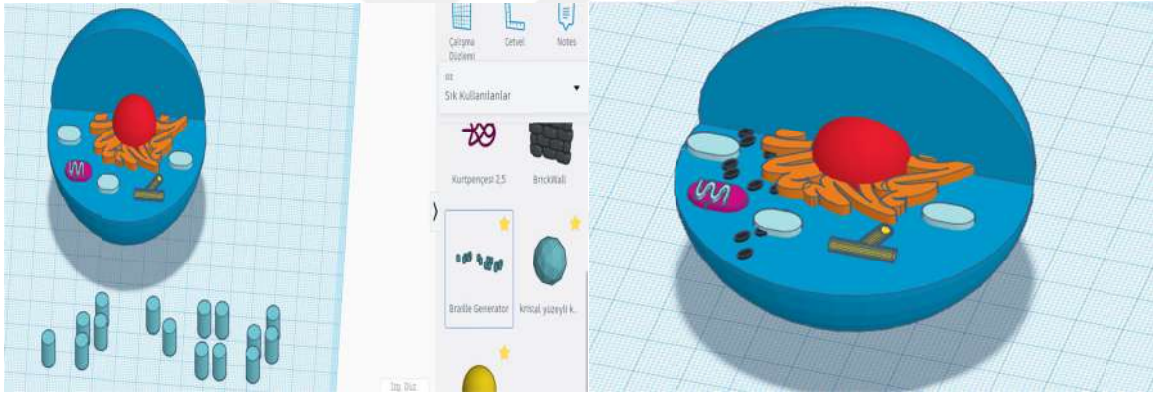 Çalışma
Düzlemi
Cetvel
Notes
Sık Kullanılanlar
Kurtpençesi 2,5
BrickWall
Braille Generator
kristal yüzeyli k..